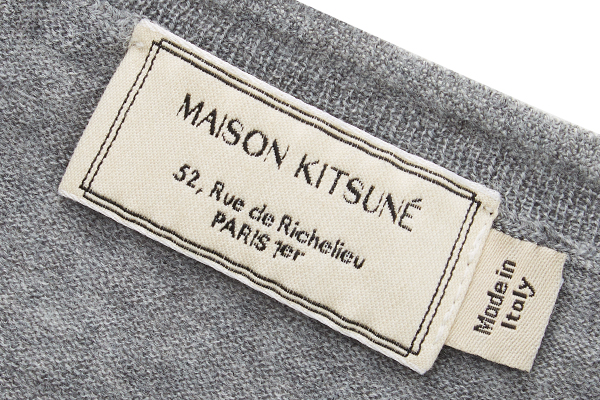 MAISON KITSUNÉ
52, Rue de Richelieu
PARIS 1er
Made in
Italy